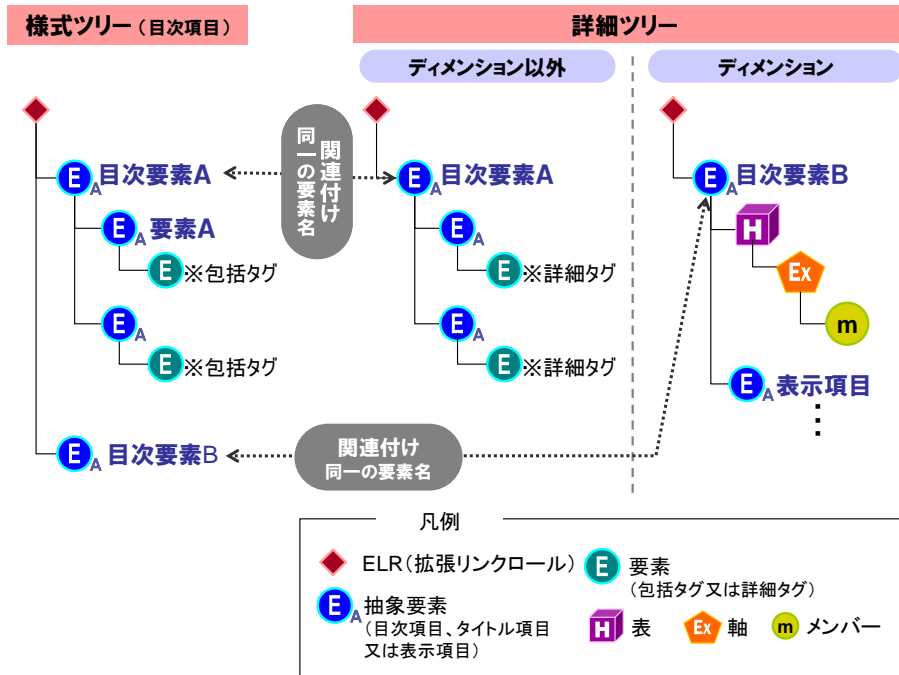 様式ツリー（目次項目）
詳細ツリー
ディメンション以外
ディメンション
関連付け
同一の要素名
E A 目次要素A
E A 要素A
E ※包括タグ
E A
E ※包括タグ
E A 目次要素B
E A 目次要素A
E A
E ※詳細タグ
E A
E ※詳細タグ
E A 目次要素B
H
Ex
m
E A 表示項目
関連付け
同一の要素名
凡例
ELR（拡張リンクロール）
E 要素
（包括タグ又は詳細タグ）
E A 抽象要素
（目次項目、タイトル項目
又は表示項目）
H 表
Ex 軸
m メンバー